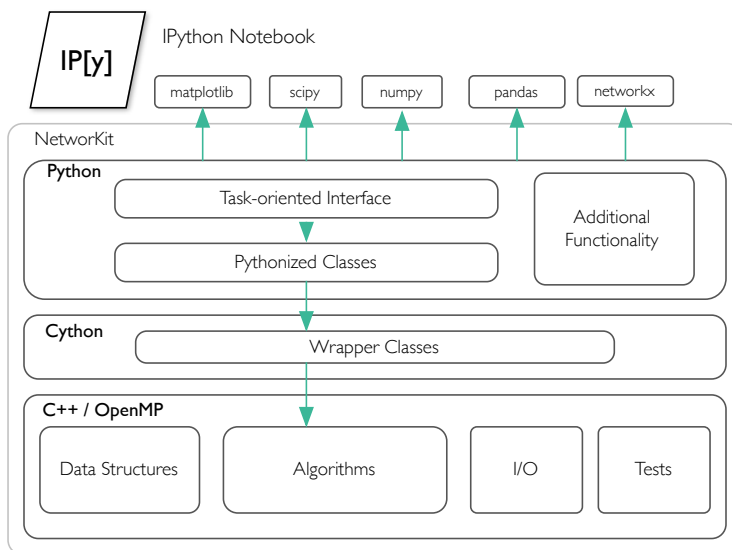 IP[y]
IPython Notebook
matplotlib
scipy
numpy
pandas
networkx
NetworKit
Python
Task-oriented Interface
Pythonized Classes
Additional
Functionality
Cython
Wrapper Classes
C++ / OpenMP
Data Structures
Algorithms
I/O
Tests